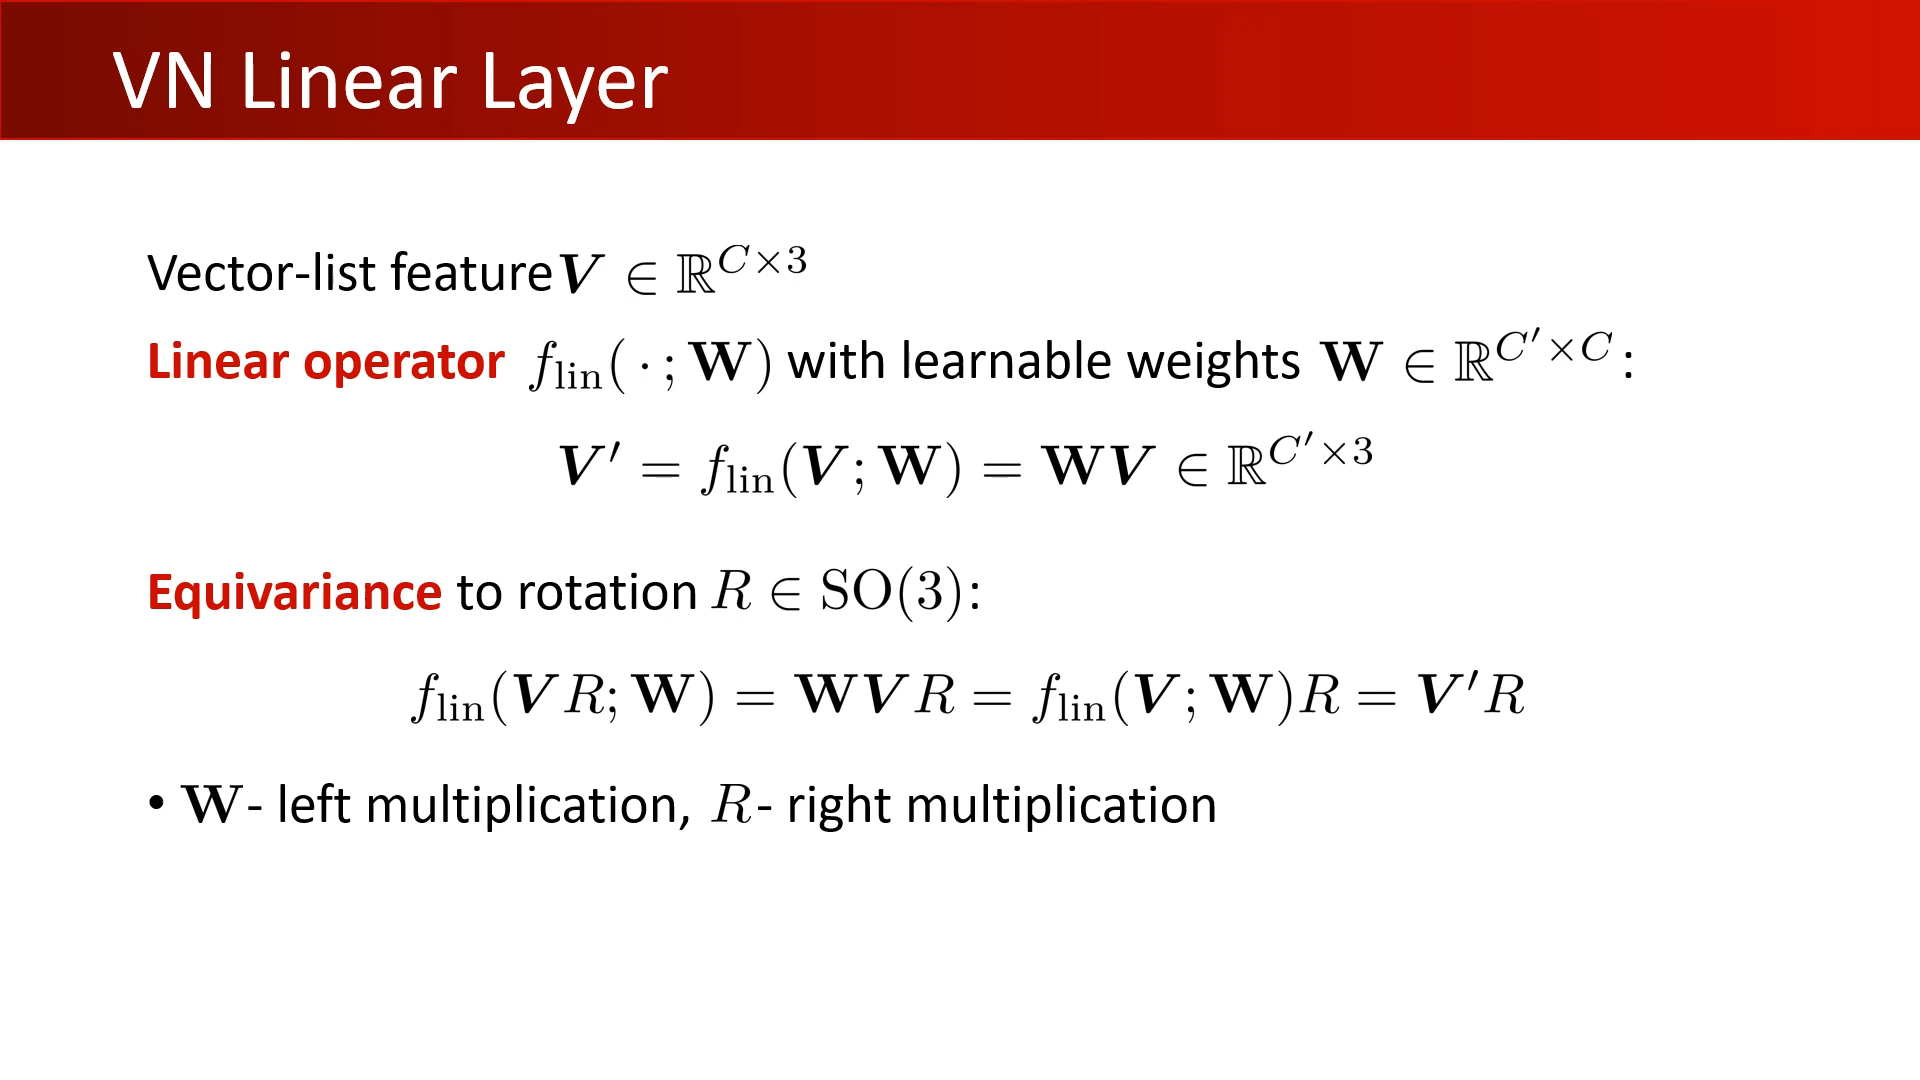 VN Linear Layer
Vector-list feature 𝑽 ∈ ℝ^{C×3}
Linear operator f_lin( · ; 𝐖) with learnable weights 𝐖 ∈ ℝ^{C′×C} :
𝑽′ = f_lin(𝑽; 𝐖) = 𝐖𝑽 ∈ ℝ^{C′×3}
Equivariance to rotation R ∈ SO(3):
f_lin(𝑽R; 𝐖) = 𝐖𝑽R = f_lin(𝑽; 𝐖)R = 𝑽′R
• 𝐖 - left multiplication, R - right multiplication